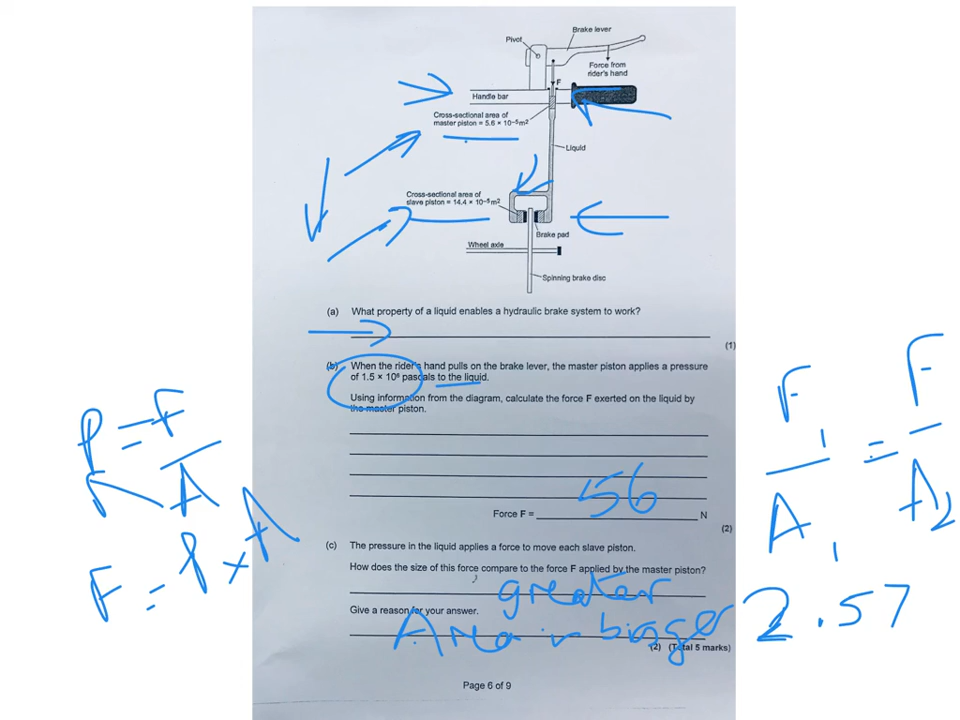 Brake lever
Pivot
Force from
rider's hand
F
Handle bar
Cross-sectional area of
master piston = 5.6 × 10⁻⁵m²
Liquid
Cross-sectional area of
slave piston = 14.4 × 10⁻⁵m²
Brake pad
Wheel axle
Spinning brake disc
(a) What property of a liquid enables a hydraulic brake system to work?
(1)
(b) When the rider's hand pulls on the brake lever, the master piston applies a pressure
of 1.5 × 10⁶ pascals to the liquid.
Using information from the diagram, calculate the force F exerted on the liquid by
the master piston.
P = F
A
F = P × A
F₁ = F
A₁ A₂
56
Force F = N
(2)
(c) The pressure in the liquid applies a force to move each slave piston.
How does the size of this force compare to the force F applied by the master piston?
greater
Give a reason for your answer.
Area is bigger 2.57
(2) (Total 5 marks)
Page 6 of 9